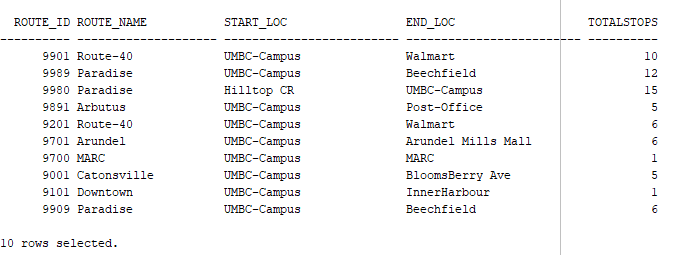 ROUTE_ID ROUTE_NAME START_LOC END_LOC TOTALSTOPS
---------- -------------------- ------------------------- ------------------------- ----------
9901 Route-40 UMBC-Campus Walmart 10
9989 Paradise UMBC-Campus Beechfield 12
9980 Paradise Hilltop CR UMBC-Campus 15
9891 Arbutus UMBC-Campus Post-Office 5
9201 Route-40 UMBC-Campus Walmart 6
9701 Arundel UMBC-Campus Arundel Mills Mall 6
9700 MARC UMBC-Campus MARC 1
9001 Catonsville UMBC-Campus BloomsBerry Ave 5
9101 Downtown UMBC-Campus InnerHarbour 1
9909 Paradise UMBC-Campus Beechfield 6
10 rows selected.